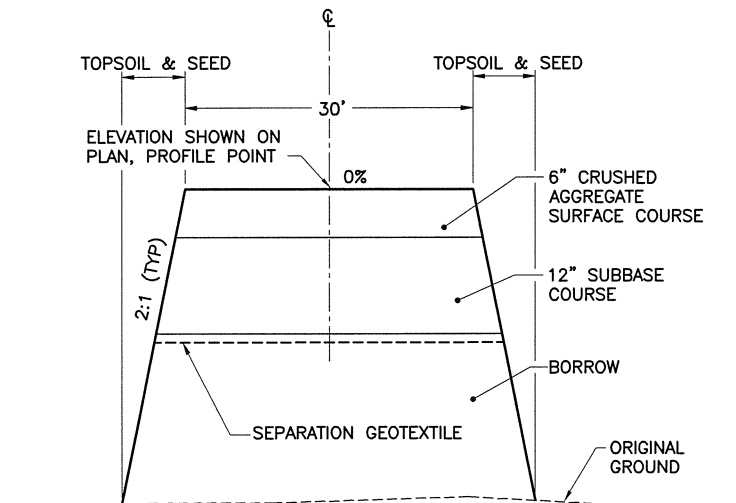 ℄
TOPSOIL & SEED
TOPSOIL & SEED
30'
ELEVATION SHOWN ON
PLAN, PROFILE POINT
0%
6" CRUSHED
AGGREGATE
SURFACE COURSE
2:1 (TYP)
12" SUBBASE
COURSE
BORROW
SEPARATION GEOTEXTILE
ORIGINAL
GROUND